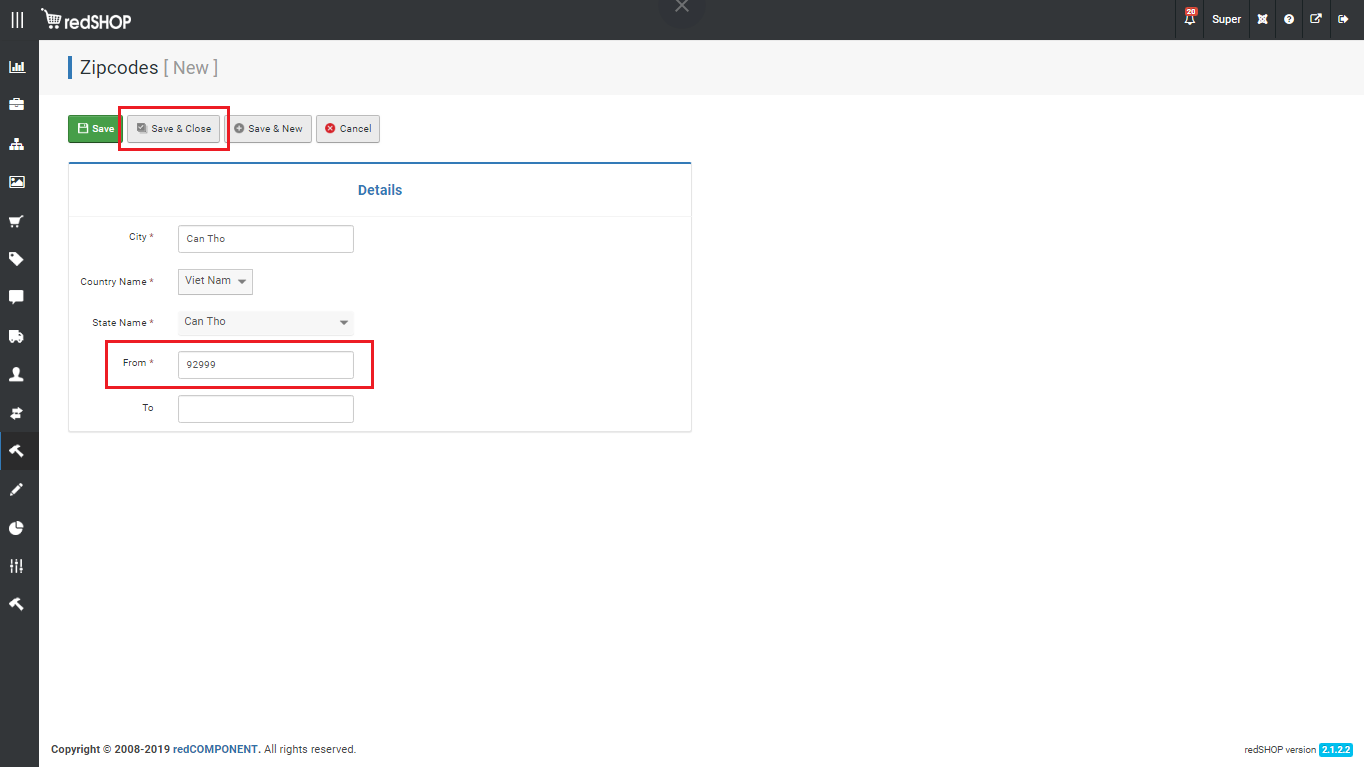 redSHOP
20
Super
Zipcodes [ New ]
Save
Save & Close
Save & New
Cancel
Details
City *
Can Tho
Country Name *
Viet Nam
State Name *
Can Tho
From *
92999
To
Copyright © 2008-2019 redCOMPONENT. All rights reserved.
redSHOP version 2.1.2.2